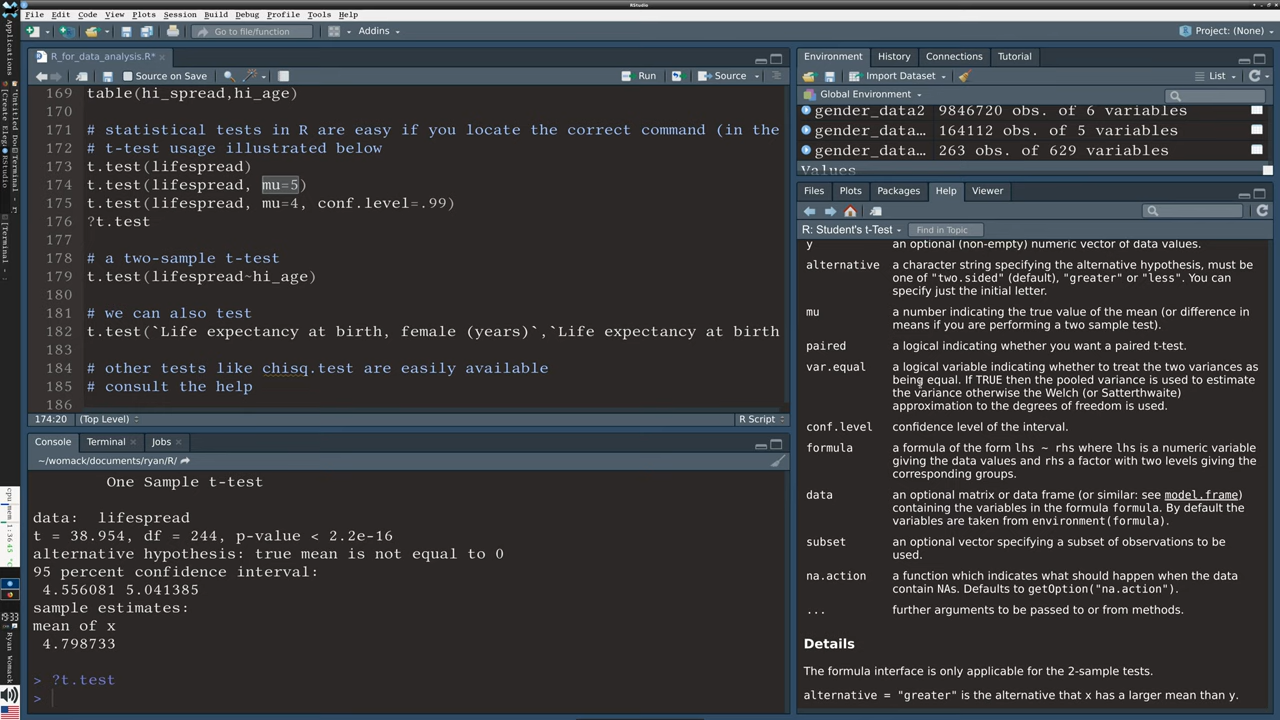 RStudio
File Edit Code View Plots Session Build Debug Profile Tools Help
Go to file/function
Addins
Project: (None)
R_for_data_analysis.R*
Source on Save
Run
Source
169 table(hi_spread,hi_age)
170
171 # statistical tests in R are easy if you locate the correct command (in the
172 # t-test usage illustrated below
173 t.test(lifespread)
174 t.test(lifespread, mu=5)
175 t.test(lifespread, mu=4, conf.level=.99)
176 ?t.test
177
178 # a two-sample t-test
179 t.test(lifespread~hi_age)
180
181 # we can also test
182 t.test(`Life expectancy at birth, female (years)`,`Life expectancy at birth
183
184 # other tests like chisq.test are easily available
185 # consult the help
186
174:20 (Top Level) R Script
Console Terminal Jobs
~/womack/documents/ryan/R/
One Sample t-test
data: lifespread
t = 38.954, df = 244, p-value < 2.2e-16
alternative hypothesis: true mean is not equal to 0
95 percent confidence interval:
4.556081 5.041385
sample estimates:
mean of x
4.798733
> ?t.test
>
Environment History Connections Tutorial
Import Dataset List
Global Environment
gender_data2 9846720 obs. of 6 variables
gender_data… 164112 obs. of 5 variables
gender_data… 263 obs. of 629 variables
Values
Files Plots Packages Help Viewer
R: Student's t-Test Find in Topic
y an optional (non-empty) numeric vector of data values.
alternative a character string specifying the alternative hypothesis, must be
one of "two.sided" (default), "greater" or "less". You can
specify just the initial letter.
mu a number indicating the true value of the mean (or difference in
means if you are performing a two sample test).
paired a logical indicating whether you want a paired t-test.
var.equal a logical variable indicating whether to treat the two variances as
being equal. If TRUE then the pooled variance is used to estimate
the variance otherwise the Welch (or Satterthwaite)
approximation to the degrees of freedom is used.
conf.level confidence level of the interval.
formula a formula of the form lhs ~ rhs where lhs is a numeric variable
giving the data values and rhs a factor with two levels giving the
corresponding groups.
data an optional matrix or data frame (or similar: see model.frame)
containing the variables in the formula formula. By default the
variables are taken from environment(formula).
subset an optional vector specifying a subset of observations to be
used.
na.action a function which indicates what should happen when the data
contain NAs. Defaults to getOption("na.action").
... further arguments to be passed to or from methods.
Details
The formula interface is only applicable for the 2-sample tests.
alternative = "greater" is the alternative that x has a larger mean than y.
Applications
RStudio
cpu mem
19:33
Ryan Womack